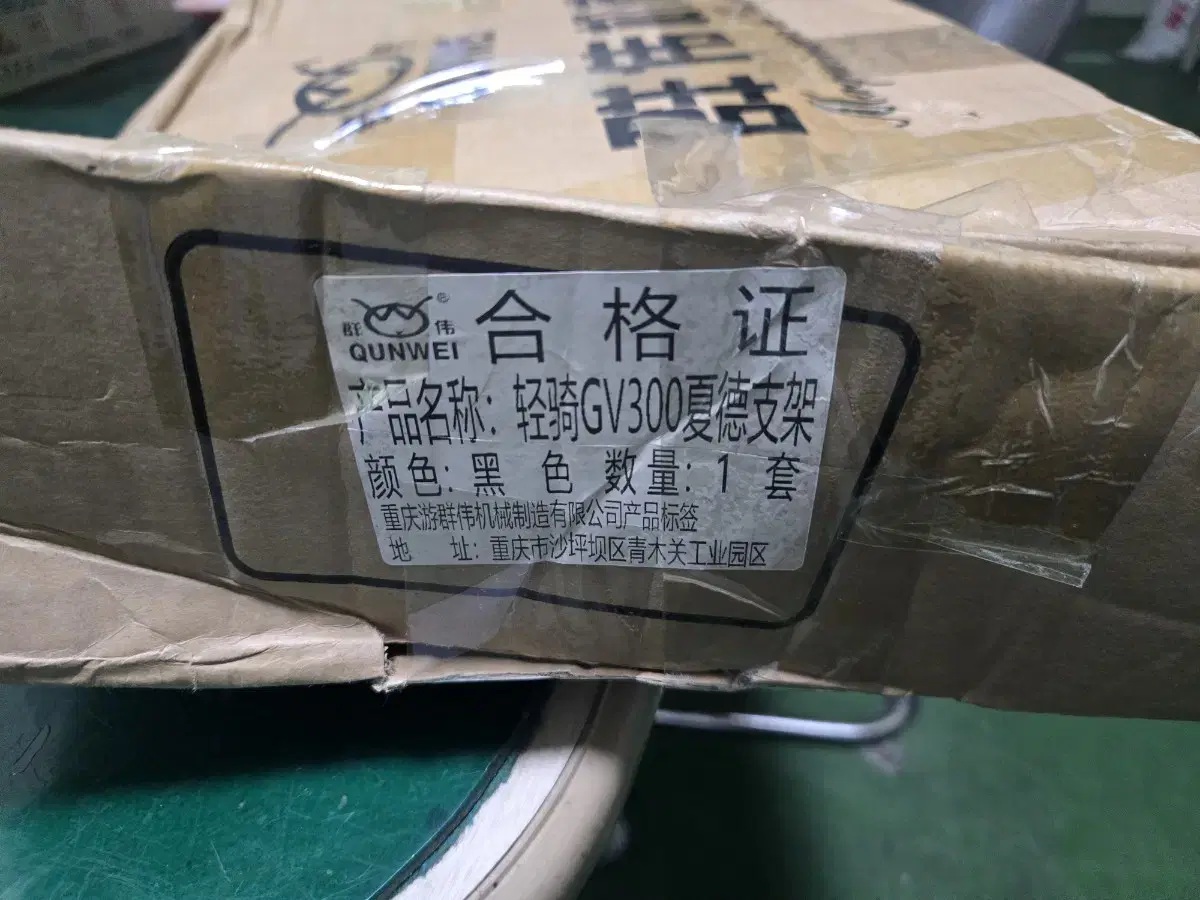 群 伟 ® 合格证
QUNWEI
产品名称：轻骑GV300夏德支架
颜色：黑 色 数量：1 套
重庆游群伟机械制造有限公司产品标签
地 址：重庆市沙坪坝区青木关工业园区